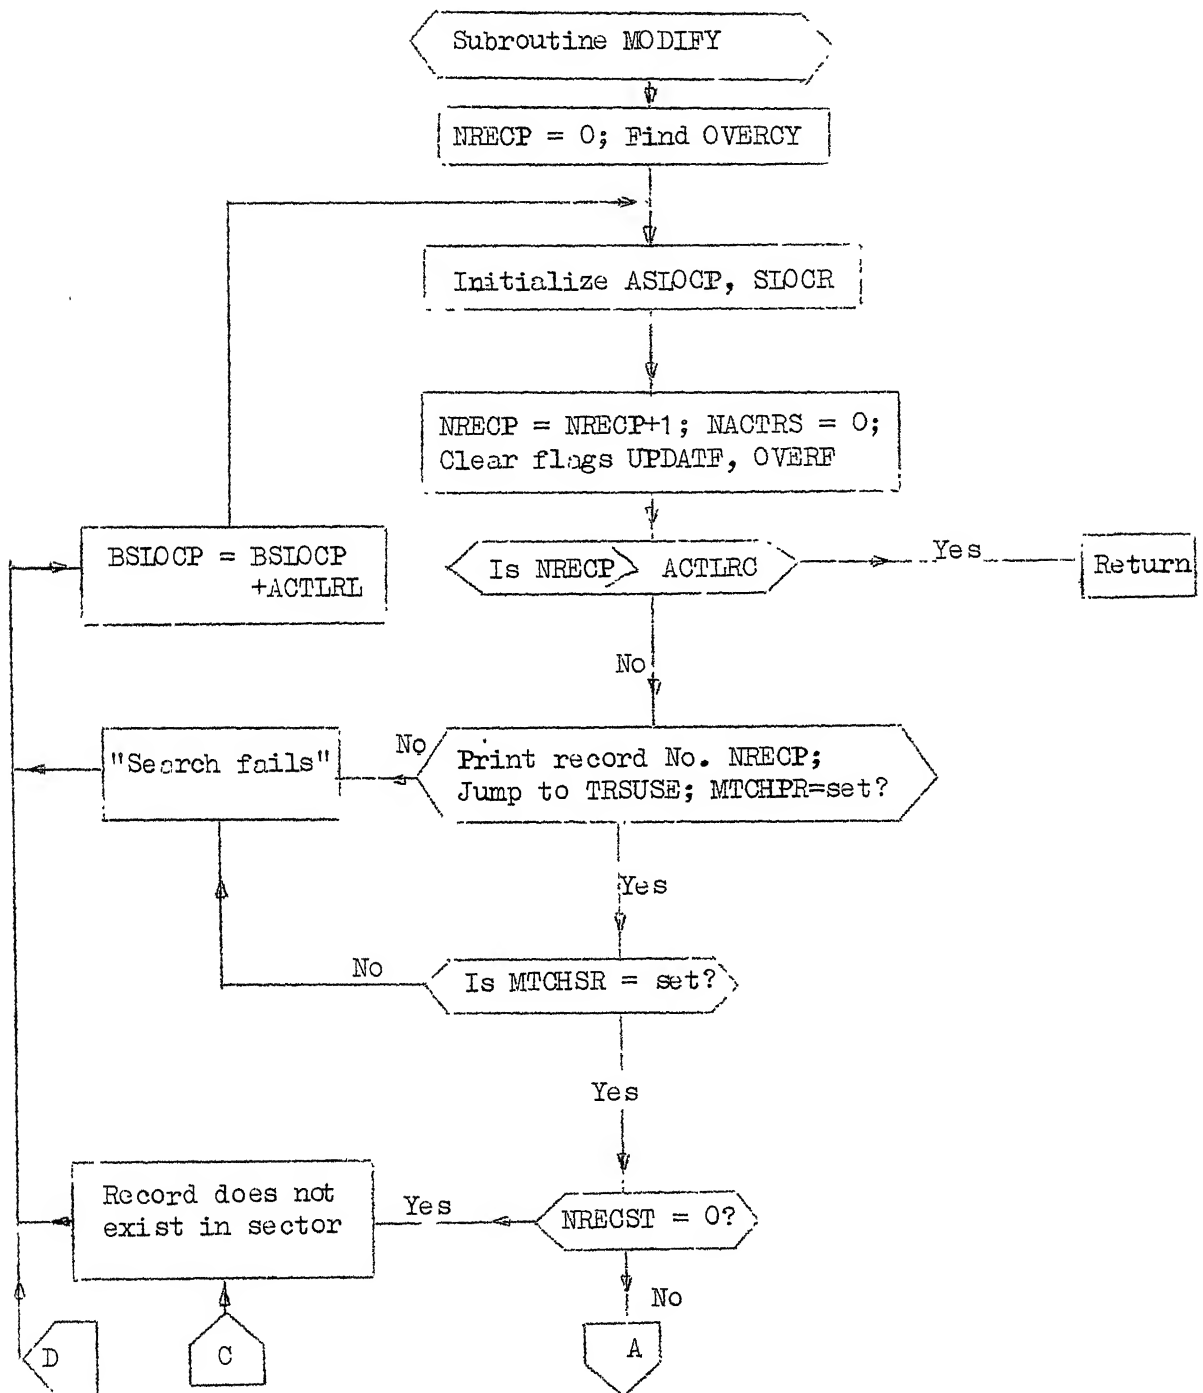 Subroutine MODIFY
NRECP = 0; Find OVERCY
Initialize ASLOCP, SLOCR
NRECP = NRECP+1; NACTRS = 0;
Clear flags UPDATF, OVERF
BSLOCP = BSLOCP
+ACTLRL
Is NRECP > ACTLRC
Yes
Return
No
"Search fails"
No
Print record No. NRECP;
Jump to TRSUSE; MTCHPR=set?
Yes
No
Is MTCHSR = set?
Yes
Record does not
exist in sector
Yes
NRECST = 0?
No
D
C
A